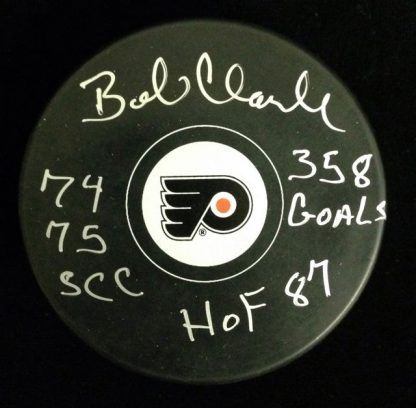 Bob Clarke
74
75
SCC
358
GOALS
HOF 87
®